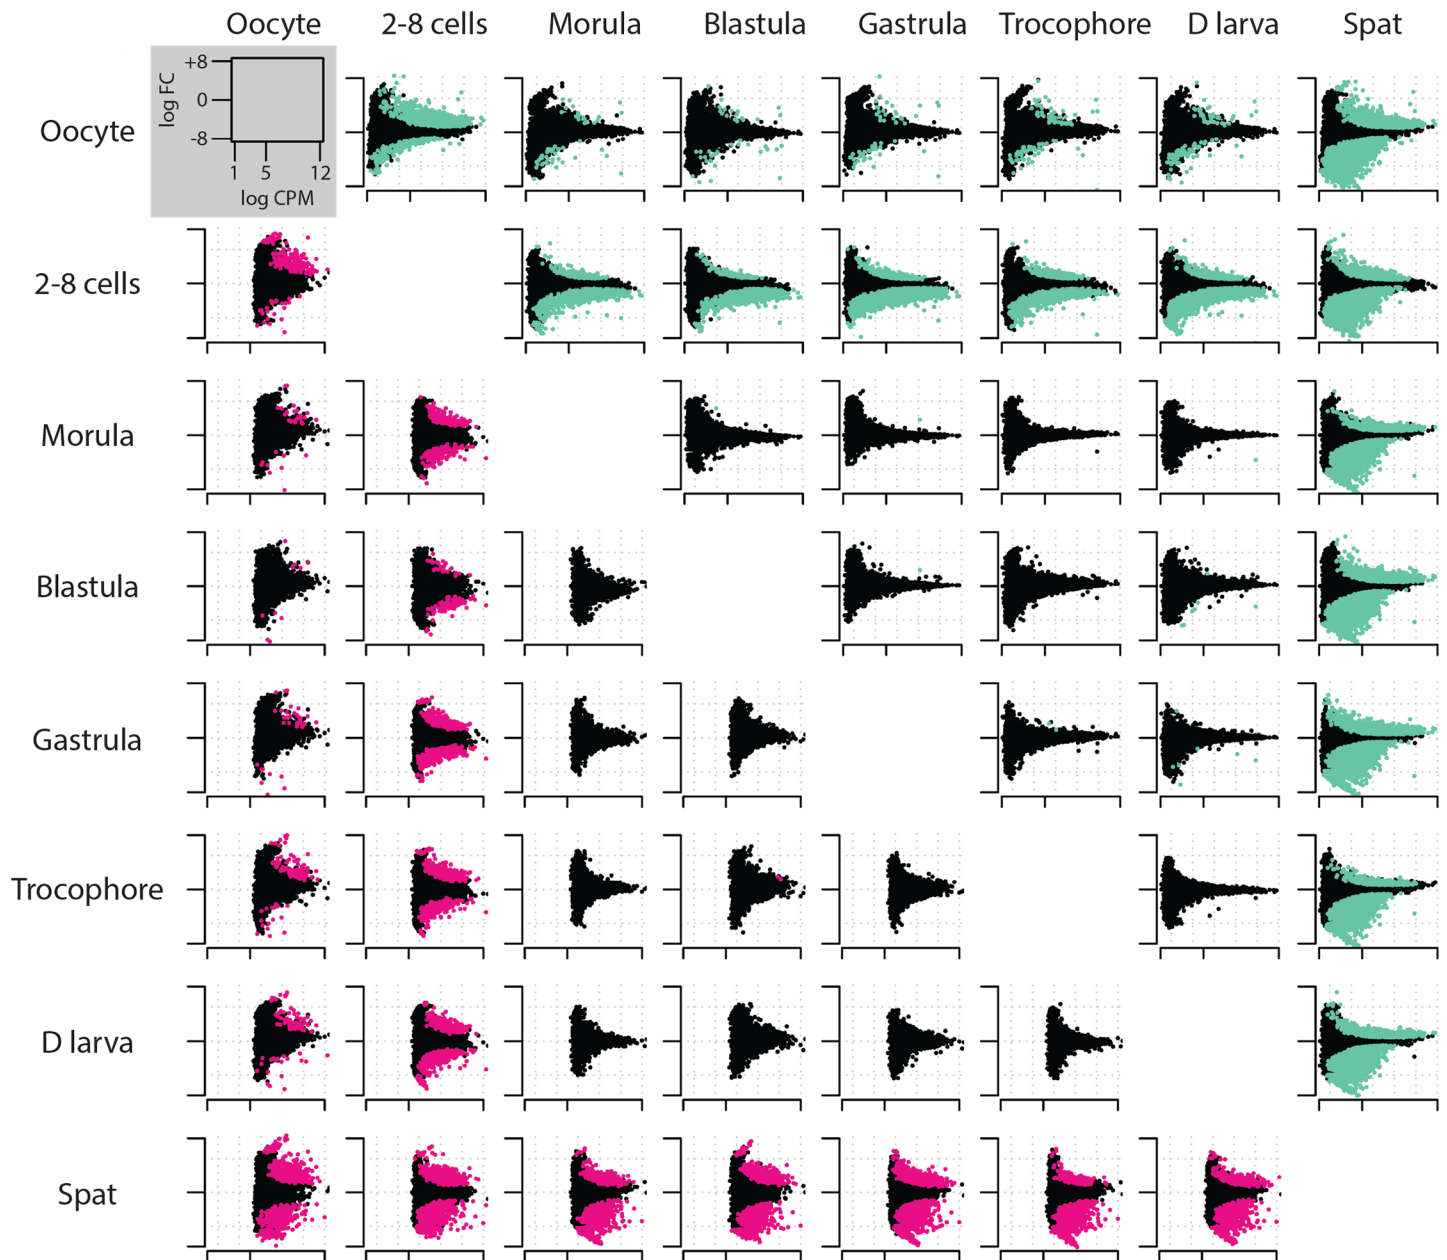 Oocyte 2-8 cells Morula Blastula Gastrula Trocophore D larva Spat
+8
0
-8
log FC
1 5 12
log CPM
Oocyte
2-8 cells
Morula
Blastula
Gastrula
Trocophore
D larva
Spat